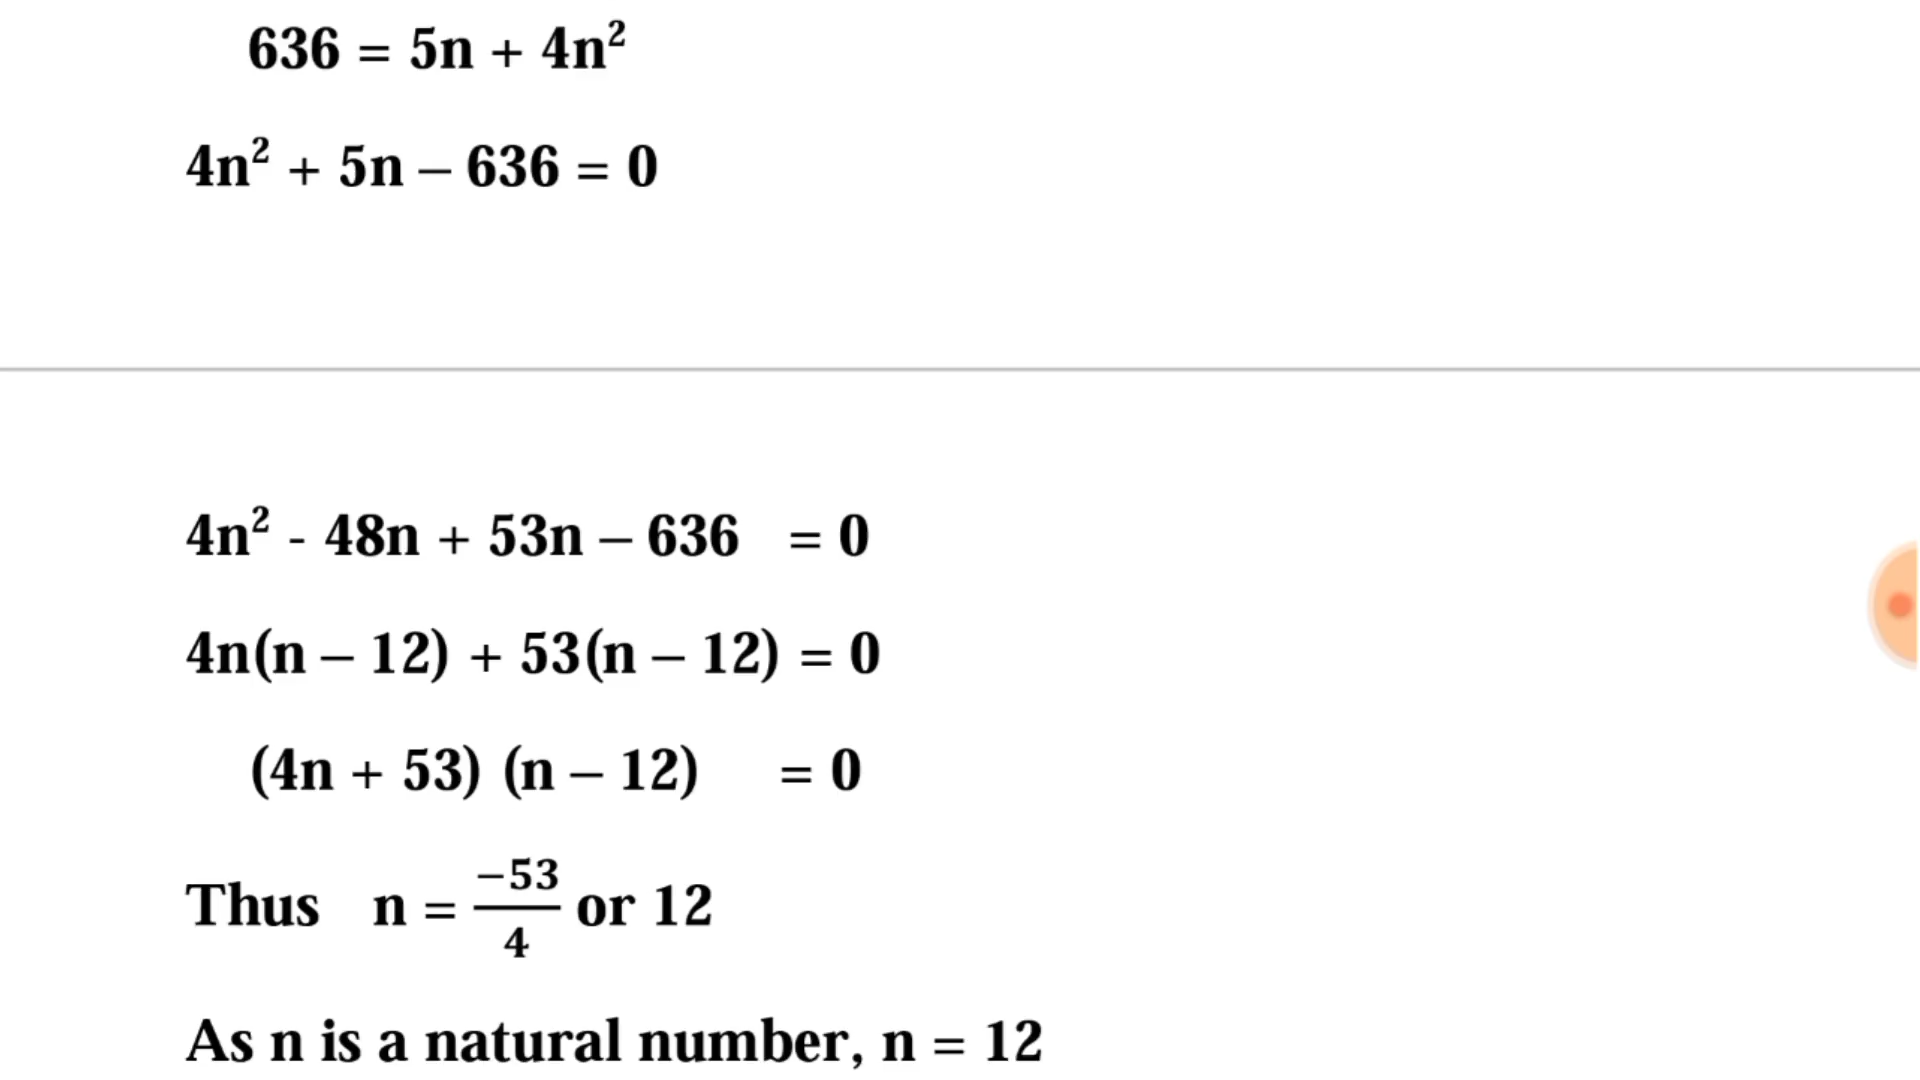 636 = 5n + 4n²
4n² + 5n – 636 = 0
4n² - 48n + 53n – 636 = 0
4n(n – 12) + 53(n – 12) = 0
(4n + 53) (n – 12) = 0
Thus n = −53/4 or 12
As n is a natural number, n = 12